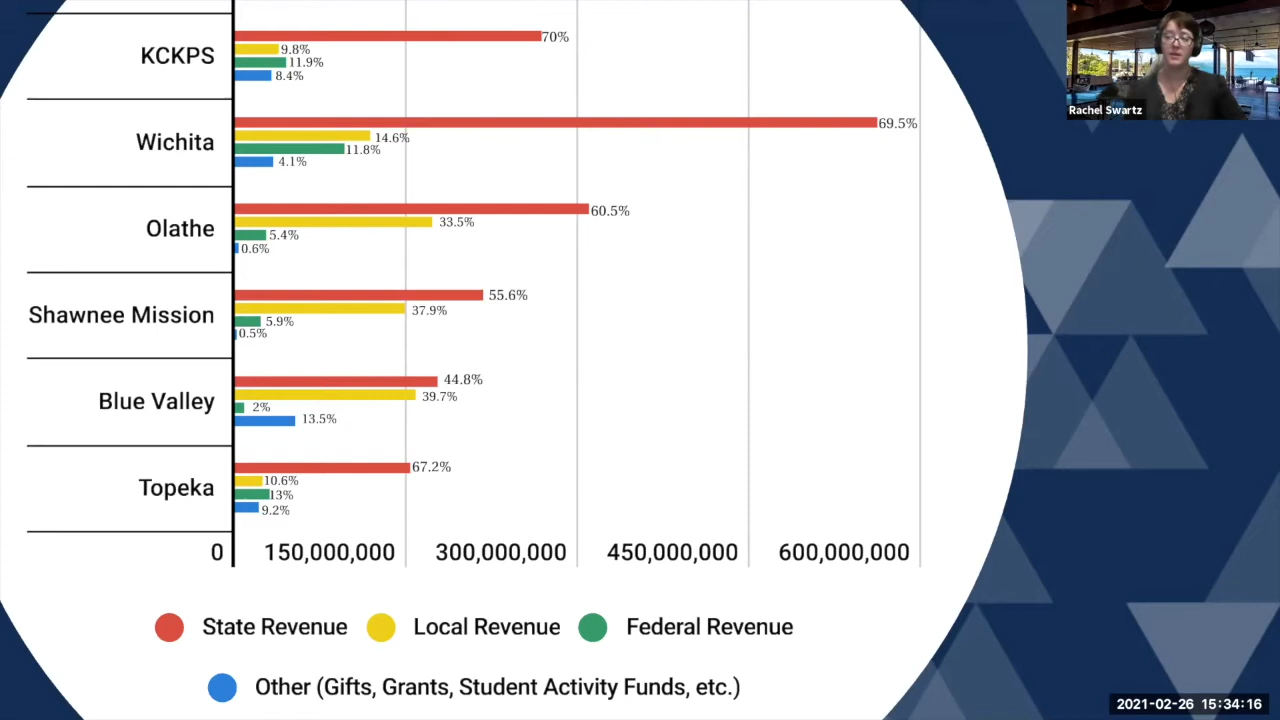 KCKPS
70%
9.8%
11.9%
8.4%
Rachel Swartz
Wichita
69.5%
14.6%
11.8%
4.1%
Olathe
60.5%
33.5%
5.4%
0.6%
Shawnee Mission
55.6%
37.9%
5.9%
0.5%
Blue Valley
44.8%
39.7%
2%
13.5%
Topeka
67.2%
10.6%
13%
9.2%
0 150,000,000 300,000,000 450,000,000 600,000,000
State Revenue Local Revenue Federal Revenue
Other (Gifts, Grants, Student Activity Funds, etc.)
2021-02-26 15:34:16